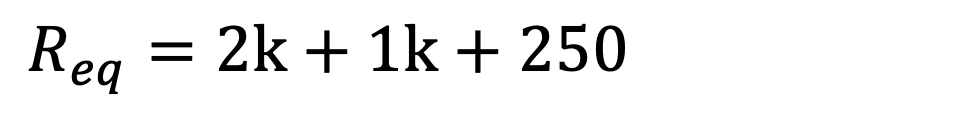 R_eq = 2k + 1k + 250